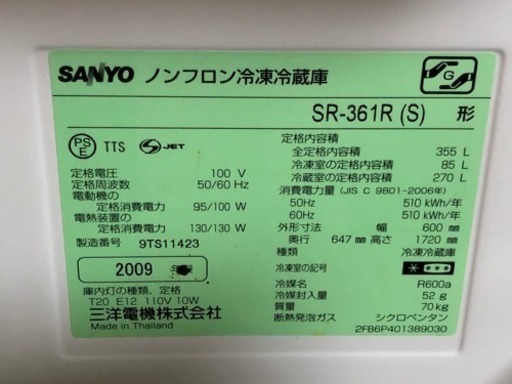 SANYO ノンフロン冷凍冷蔵庫
G
SR-361R (S) 形
PS E TTS S JET
定格電圧 100 V
定格周波数 50/60 Hz
電動機の
定格消費電力 95/100 W
電熱装置の
定格消費電力 130/130 W
製造番号 9TS11423
2009 年
庫内灯の種類、定格
T20 E12 110V 10W
三洋電機株式会社
Made in Thailand
定格内容積
全定格内容積 355 L
冷凍室の定格内容積 85 L
冷蔵室の定格内容積 270 L
消費電力量 (JIS C 9801-2006年)
50Hz 510 kWh/年
60Hz 510 kWh/年
外形寸法 幅 600 mm
奥行 647 mm 高さ 1720 mm
種類 冷凍冷蔵庫
冷凍室の記号
冷媒名 R600a
冷媒封入量 52 g
質量 70 kg
断熱発泡ガス シクロペンタン
2FB6P401389030